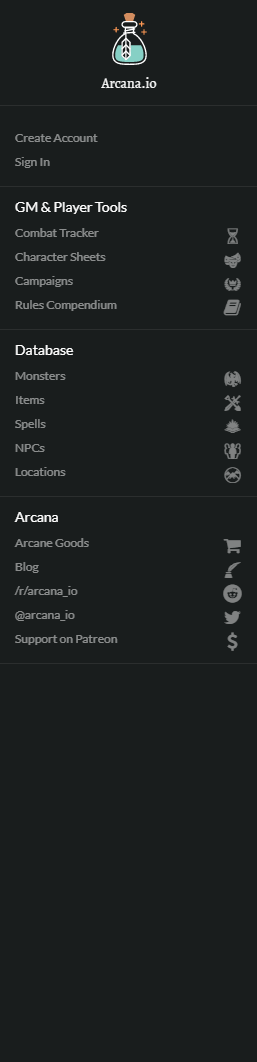 Arcana.io
Create Account
Sign In
GM & Player Tools
Combat Tracker
Character Sheets
Campaigns
Rules Compendium
Database
Monsters
Items
Spells
NPCs
Locations
Arcana
Arcane Goods
Blog
/r/arcana_io
@arcana_io
Support on Patreon